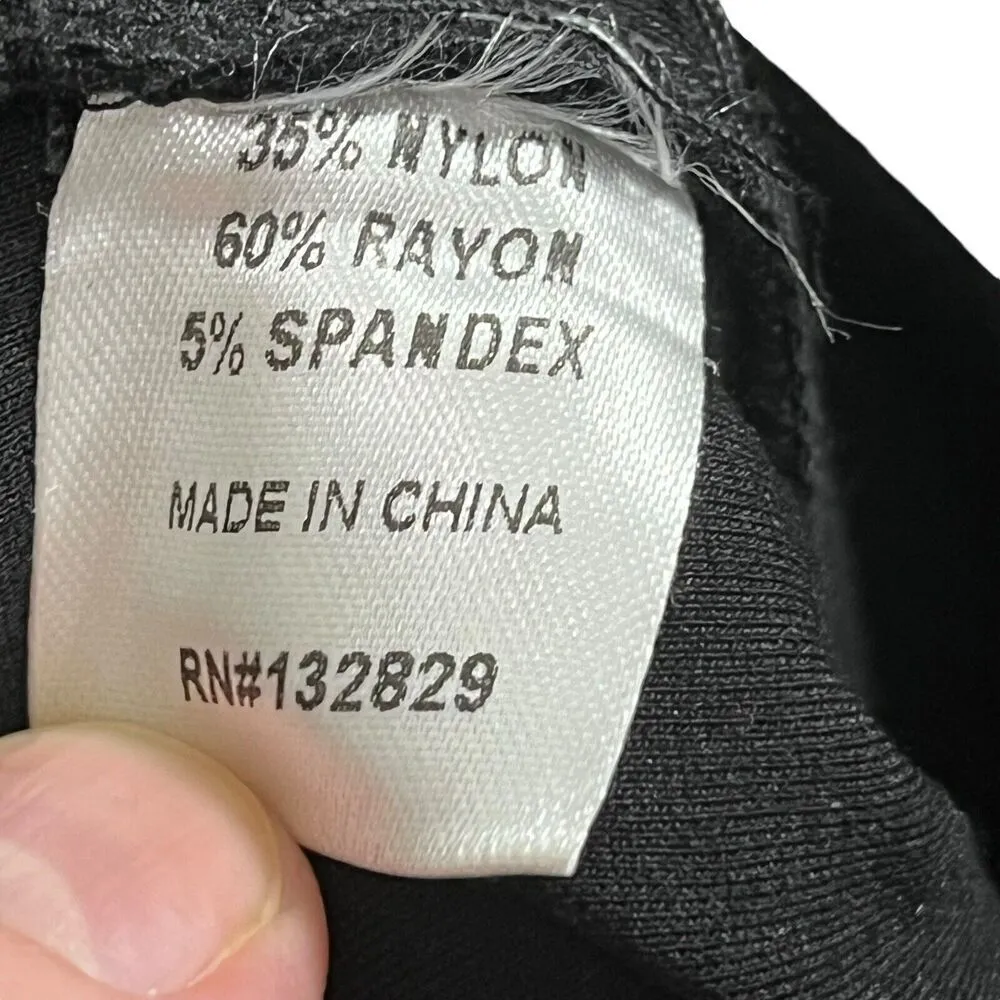 35% NYLON
60% RAYON
5% SPANDEX
MADE IN CHINA
RN#132829